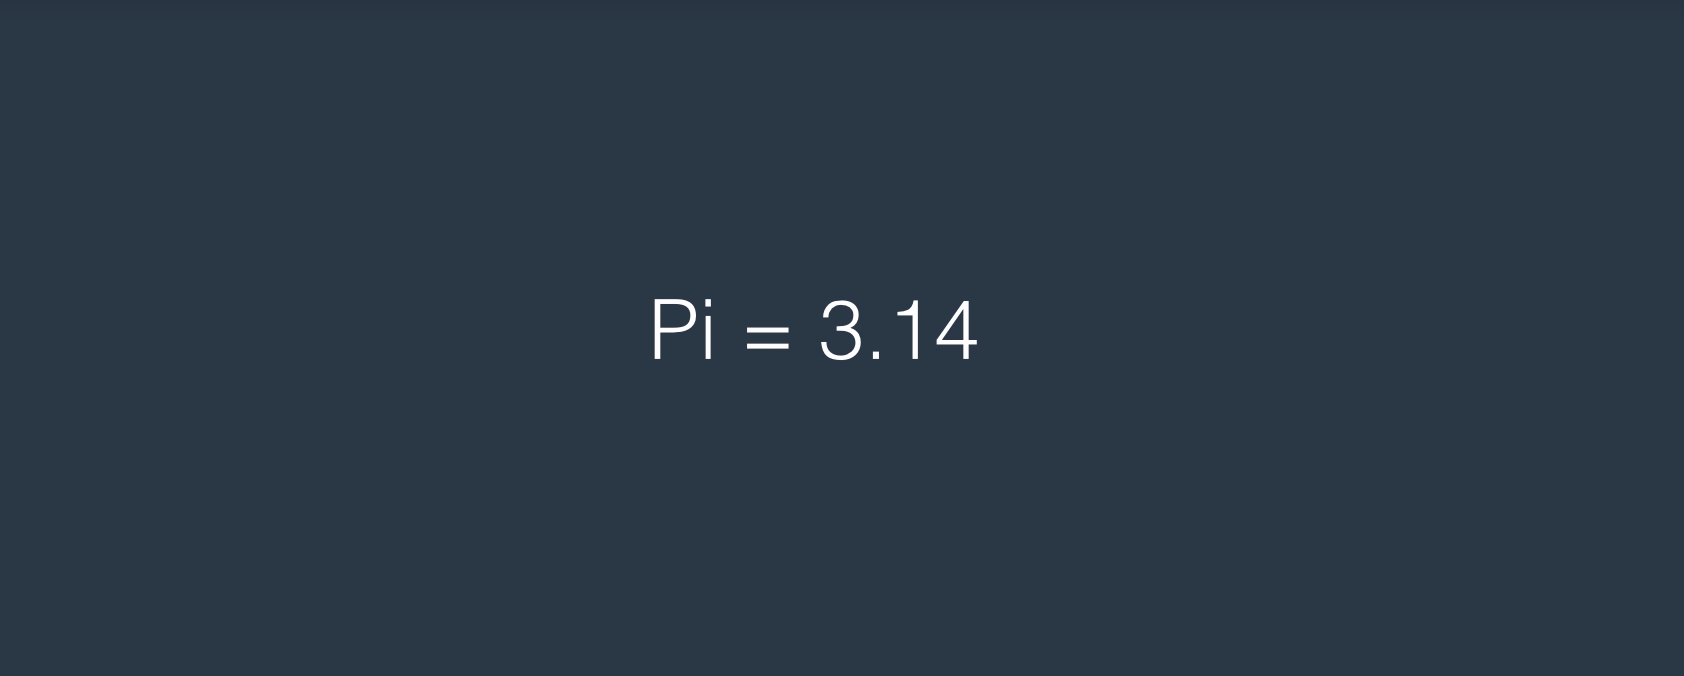 Pi = 3.14